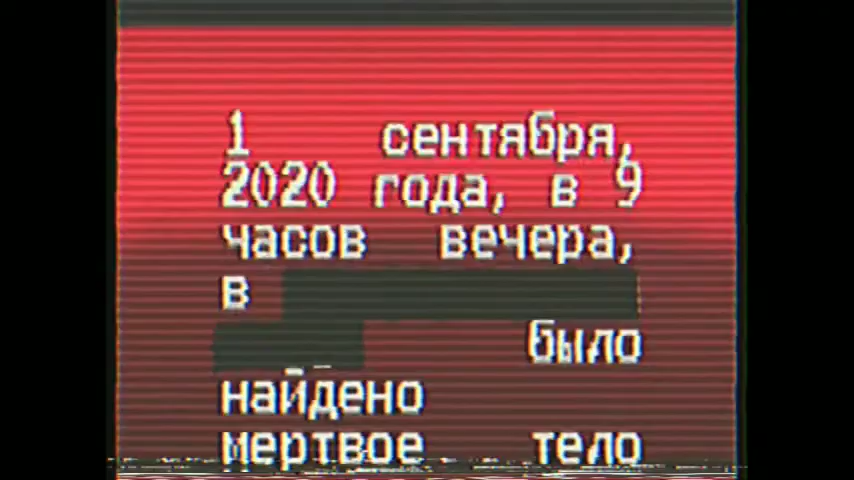 1 сентября,
2020 года, в 9
часов вечера,
в
было
найдено
мертвое тело